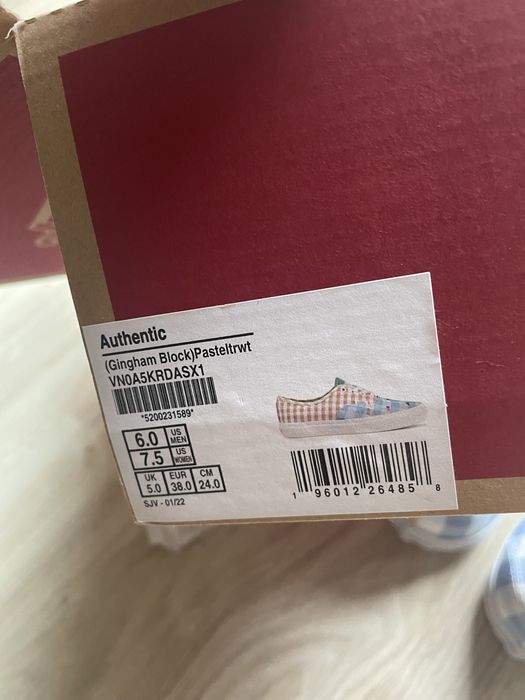 Authentic
(Gingham Block)Pasteltrwt
VN0A5KRDASX1
*5200231589*
6.0 US MEN
7.5 US WOMEN
UK EUR CM
5.0 38.0 24.0
SJV - 01/22
1 96012 26485 8